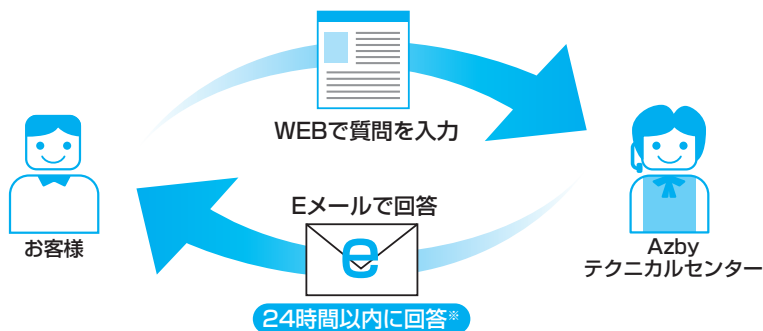 WEBで質問を入力
お客様
Eメールで回答
e
24時間以内に回答※
Azby
テクニカルセンター